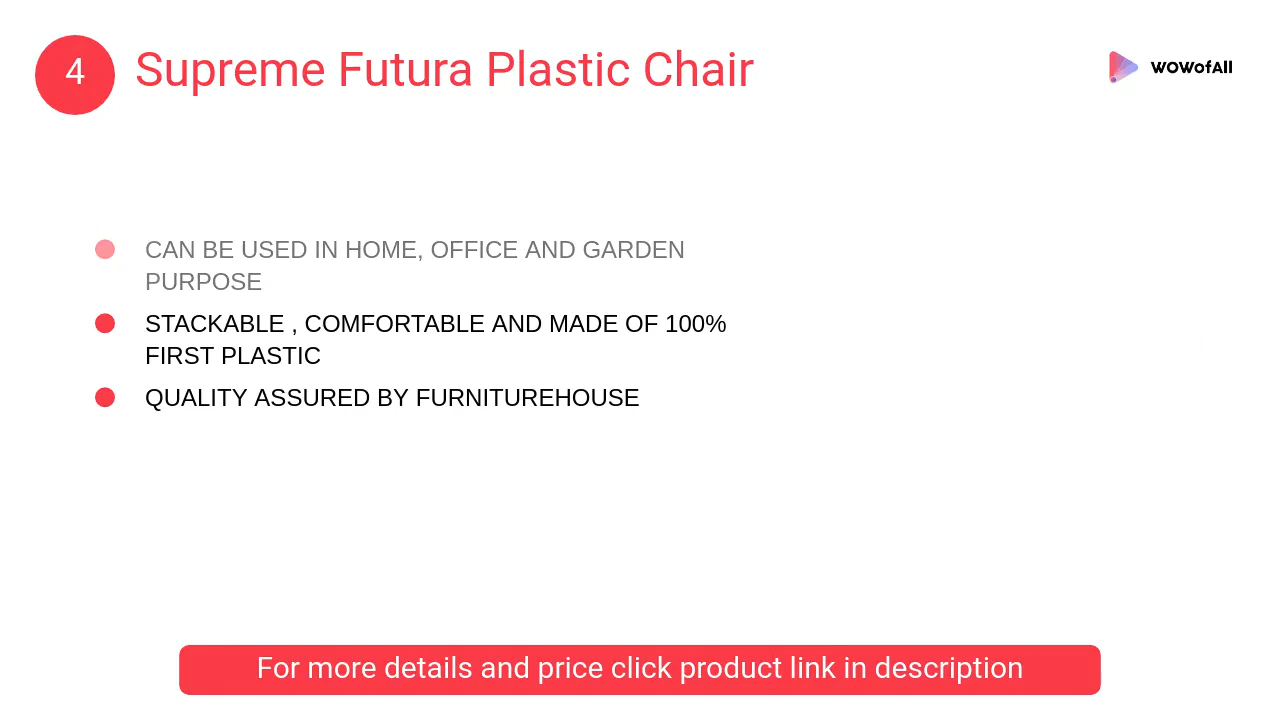 4
Supreme Futura Plastic Chair
WOWofAll
CAN BE USED IN HOME, OFFICE AND GARDEN
PURPOSE
STACKABLE , COMFORTABLE AND MADE OF 100%
FIRST PLASTIC
QUALITY ASSURED BY FURNITUREHOUSE
For more details and price click product link in description